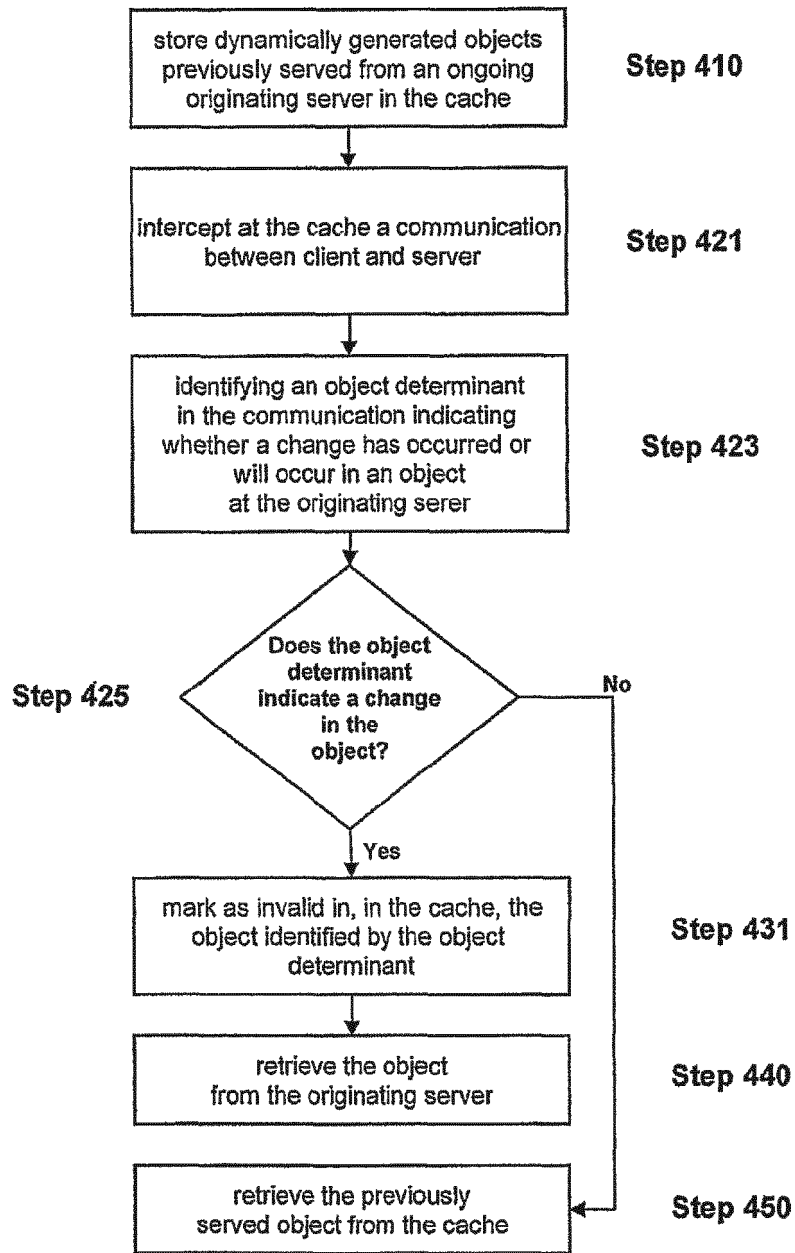 store dynamically generated objects
previously served from an ongoing
originating server in the cache
Step 410
intercept at the cache a communication
between client and server
Step 421
identifying an object determinant
in the communication indicating
whether a change has occurred or
will occur in an object
at the originating serer
Step 423
Does the object
determinant
indicate a change
in the
object?
Step 425
No
Yes
mark as invalid in, in the cache, the
object identified by the object
determinant
Step 431
retrieve the object
from the originating server
Step 440
retrieve the previously
served object from the cache
Step 450